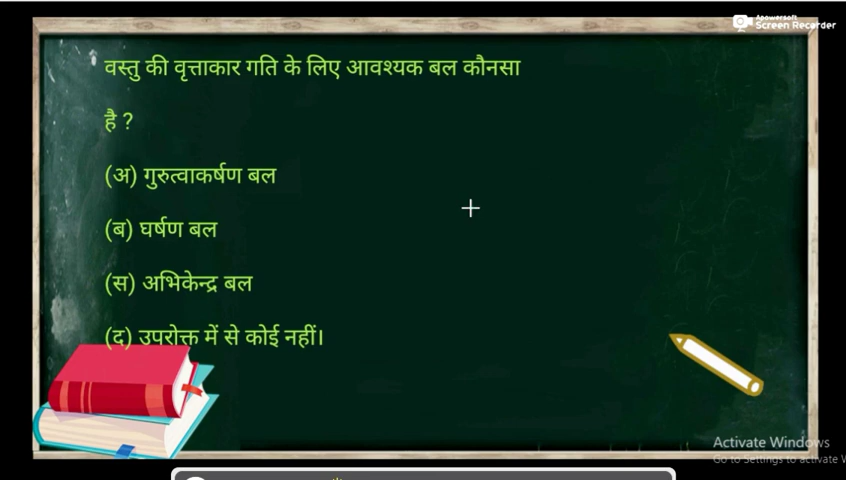 Apowersoft
Screen Recorder
वस्तु की वृत्ताकार गति के लिए आवश्यक बल कौनसा
है ?
(अ) गुरुत्वाकर्षण बल
(ब) घर्षण बल
(स) अभिकेन्द्र बल
(द) उपरोक्त में से कोई नहीं।
Activate Windows
Go to Settings to activate W